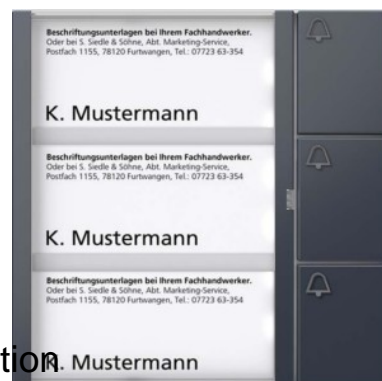 Beschriftungsunterlagen bei Ihrem Fachhandwerker.
Oder bei S. Siedle & Söhne, Abt. Marketing-Service,
Postfach 1155, 78120 Furtwangen, Tel.: 07723 63-354
K. Mustermann
Beschriftungsunterlagen bei Ihrem Fachhandwerker.
Oder bei S. Siedle & Söhne, Abt. Marketing-Service,
Postfach 1155, 78120 Furtwangen, Tel.: 07723 63-354
K. Mustermann
Beschriftungsunterlagen bei Ihrem Fachhandwerker.
Oder bei S. Siedle & Söhne, Abt. Marketing-Service,
Postfach 1155, 78120 Furtwangen, Tel.: 07723 63-354
K. Mustermann